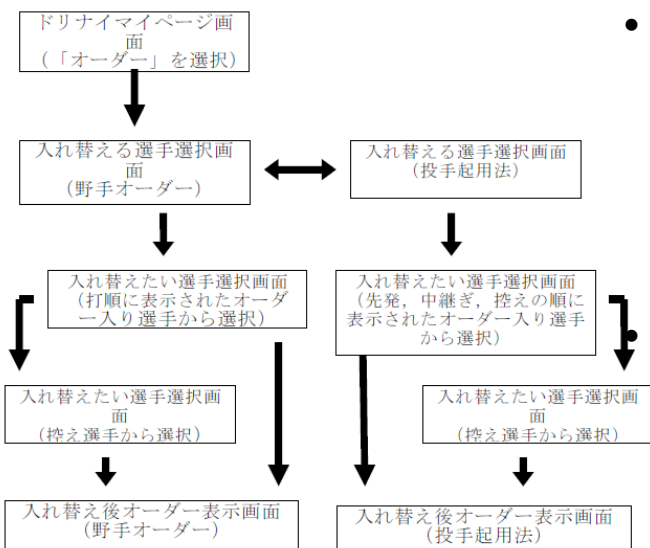 ドリナイマイページ画
面
（「オーダー」を選択）
入れ替える選手選択画
面
（野手オーダー）
入れ替える選手選択画面
（投手起用法）
入れ替えたい選手選択画面
（打順に表示されたオーダ
ー入り選手から選択）
入れ替えたい選手選択画面
（先発，中継ぎ，控えの順に
表示されたオーダー入り選手
から選択）
入れ替えたい選手選択画
面
（控え選手から選択）
入れ替えたい選手選択画
面
（控え選手から選択）
入れ替え後オーダー表示画面
（野手オーダー）
入れ替え後オーダー表示画面
（投手起用法）